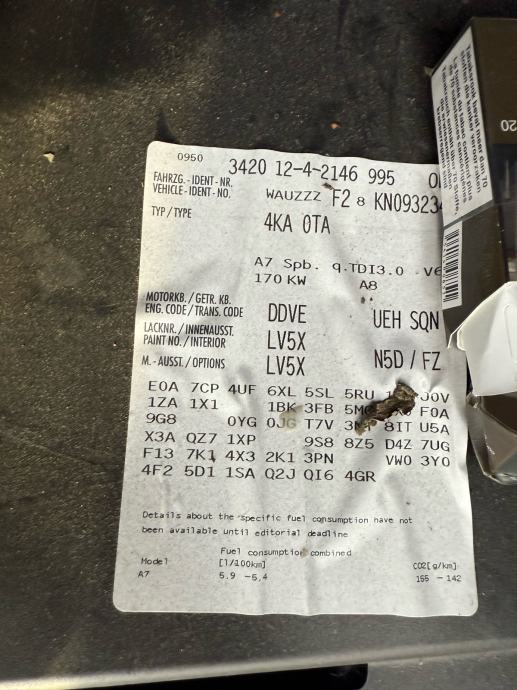 0950
3420 12-4-2146 995
FAHRZG.-IDENT-NR.
VEHICLE-IDENT-NO. WAUZZZ F2 8 KN09323
TYP/TYPE 4KA 0TA
A7 Spb. q.TDI3.0 V6
170 KW A8
MOTORKB./GETR. KB.
ENG. CODE/TRANS. CODE DDVE UEH SQN
LACKNR./INNENAUSST.
PAINT NO./INTERIOR LV5X
M.-AUSST./OPTIONS LV5X N5D / FZ
E0A 7CP 4UF 6XL 5SL 5RU J0V
1ZA 1X1 1BK 3FB F0A
9G8 0YG 0JG T7V 8IT U5A
X3A QZ7 1XP 9S8 8Z5 D4Z 7UG
F13 7K1 4X3 2K1 3PN VW0 3Y0
4F2 5D1 1SA Q2J QI6 4GR
Details about the specific fuel consumption have not
been available until editorial deadline
Fuel consumption combined
Model [l/100km] CO2[g/km]
A7 5.9 -5.4 155 -142
20